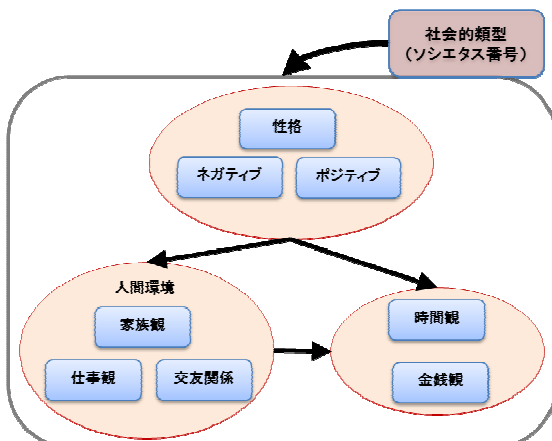 社会的類型
（ソシエタス番号）
性格
ネガティブ
ポジティブ
人間環境
家族観
仕事観
交友関係
時間観
金銭観